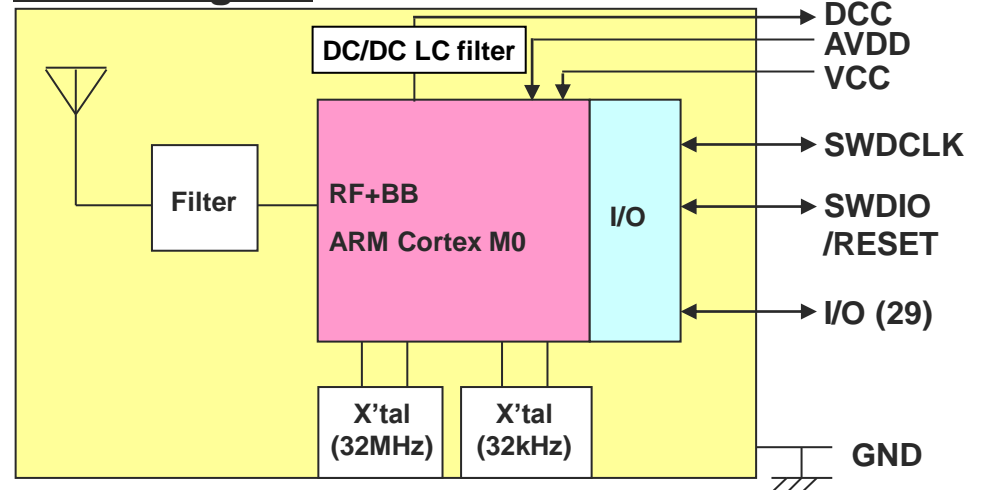 DCC
DC/DC LC filter
AVDD
VCC
SWDCLK
Filter
RF+BB
ARM Cortex M0
I/O
SWDIO
/RESET
I/O (29)
X'tal
(32MHz)
X'tal
(32kHz)
GND